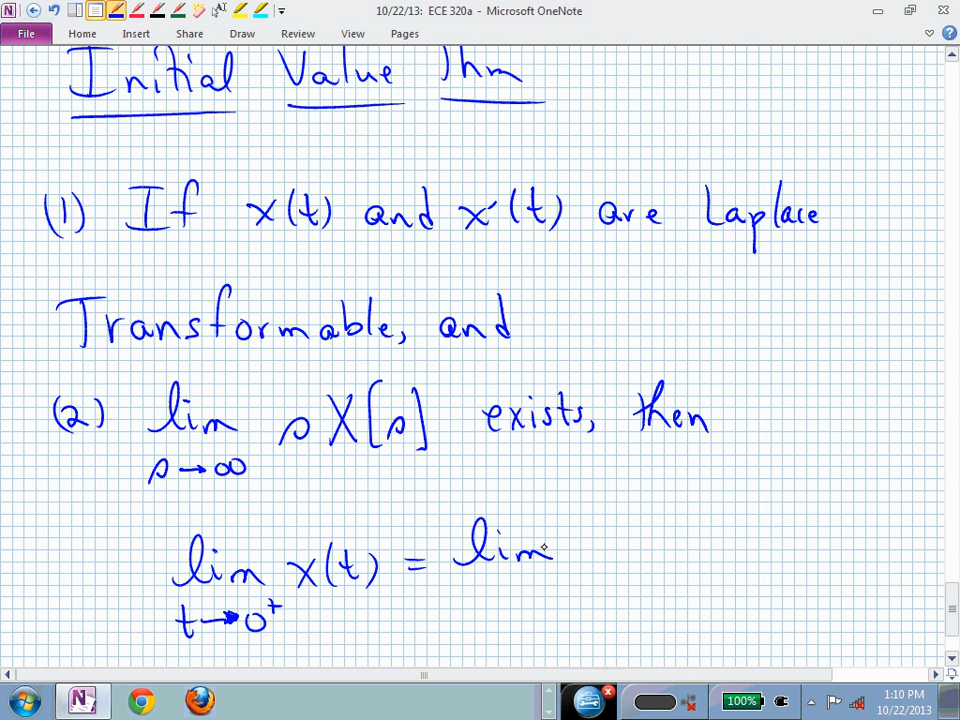 10/22/13: ECE 320a - Microsoft OneNote
File Home Insert Share Draw Review View Pages
Initial Value Thm
(1) If x(t) and x'(t) are Laplace
Transformable, and
(2) lim s X[s] exists, then
s→∞
lim x(t) = lim
t→0+
100%
1:10 PM
10/22/2013